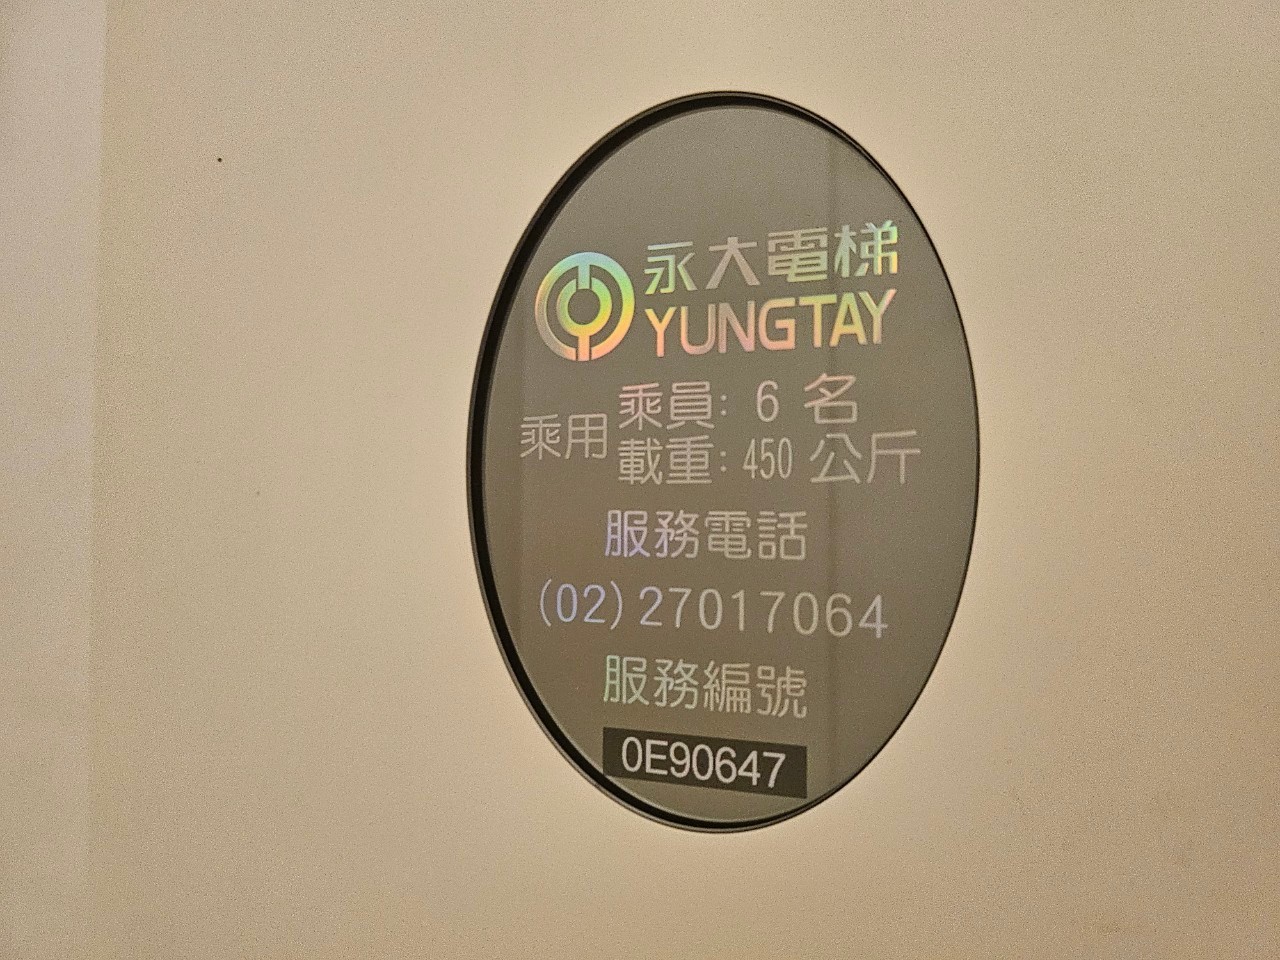 永大電梯
YUNGTAY
乘用
乘員: 6 名
載重: 450 公斤
服務電話
(02) 27017064
服務編號
0E90647